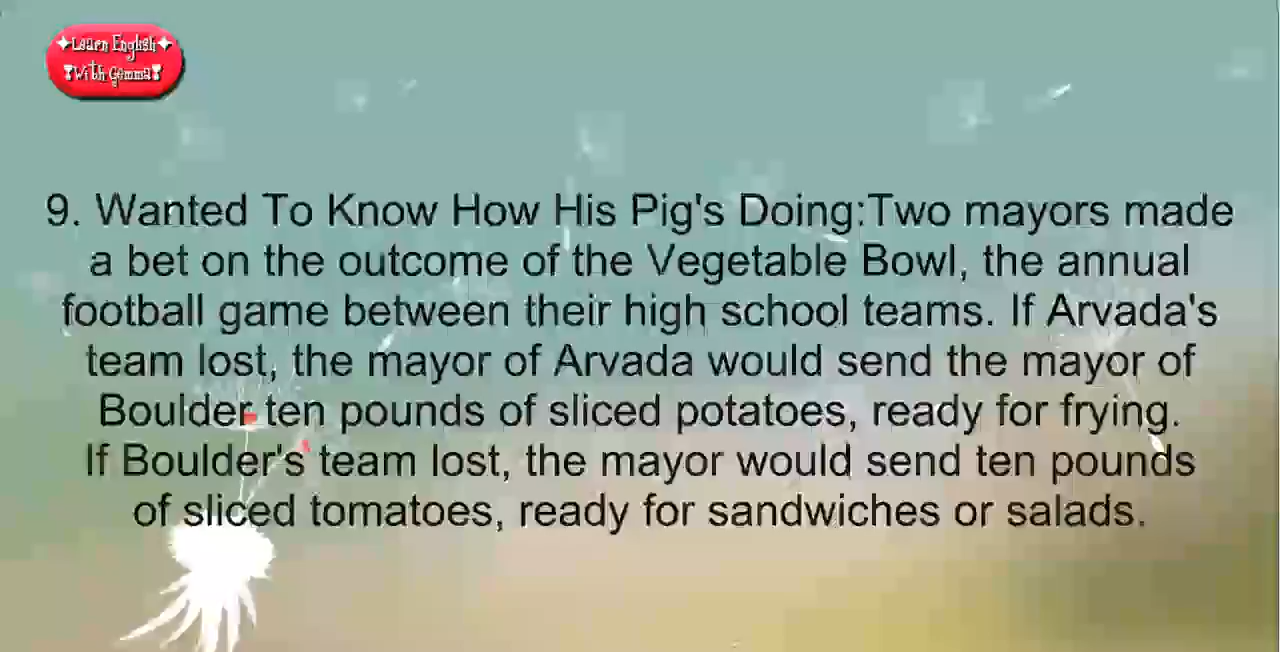 Learn English
With Gemma
9. Wanted To Know How His Pig's Doing:Two mayors made
a bet on the outcome of the Vegetable Bowl, the annual
football game between their high school teams. If Arvada's
team lost, the mayor of Arvada would send the mayor of
Boulder ten pounds of sliced potatoes, ready for frying.
If Boulder's team lost, the mayor would send ten pounds
of sliced tomatoes, ready for sandwiches or salads.